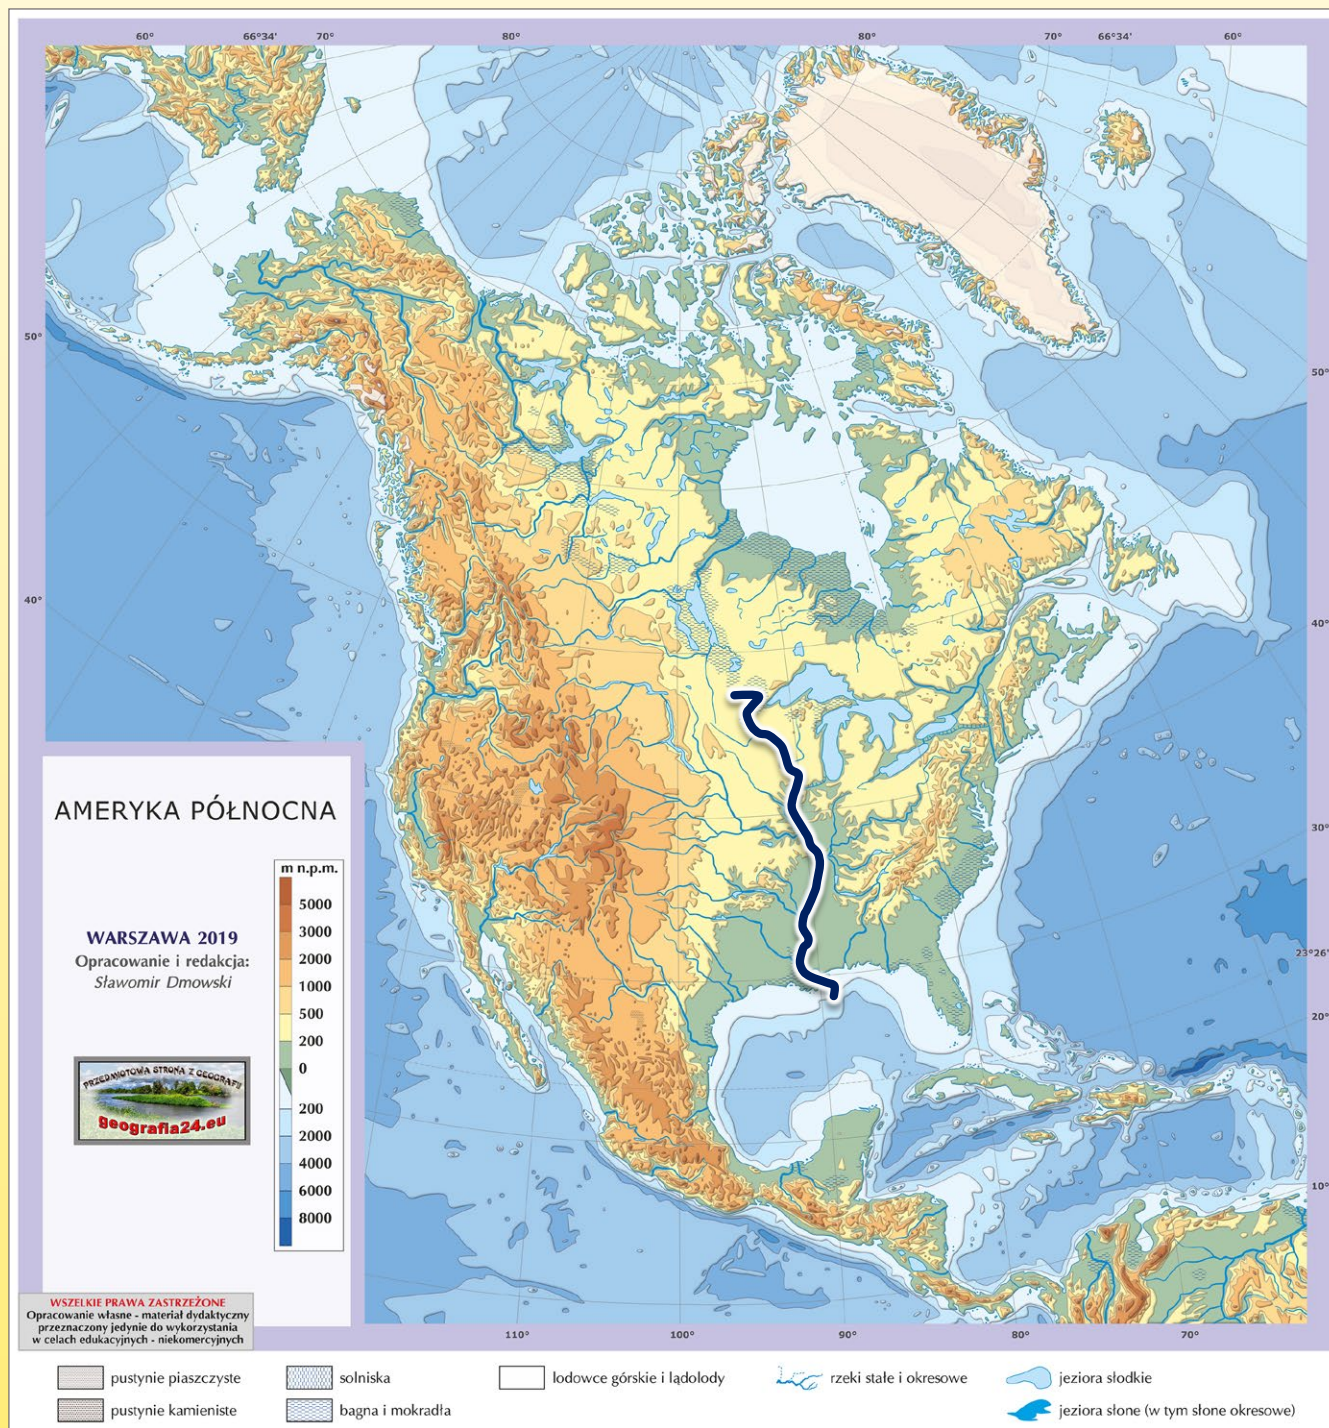 60° 66°34' 70° 80° 80° 70° 66°34' 60°
50°
50°
40°
40°
30°
23°26'
20°
10°
AMERYKA PÓŁNOCNA
WARSZAWA 2019
Opracowanie i redakcja:
Sławomir Dmowski
m n.p.m.
5000
3000
2000
1000
500
200
0
200
2000
4000
6000
8000
PRZEDMIOTOWA STRONA Z GEOGRAFII
geografia24.eu
WSZELKIE PRAWA ZASTRZEŻONE
Opracowanie własne - materiał dydaktyczny
przeznaczony jedynie do wykorzystania
w celach edukacyjnych - niekomercyjnych
110° 100° 90° 80° 70°
pustynie piaszczyste
solniska
lodowce górskie i lądolody
rzeki stałe i okresowe
jeziora słodkie
pustynie kamieniste
bagna i mokradła
jeziora słone (w tym słone okresowe)